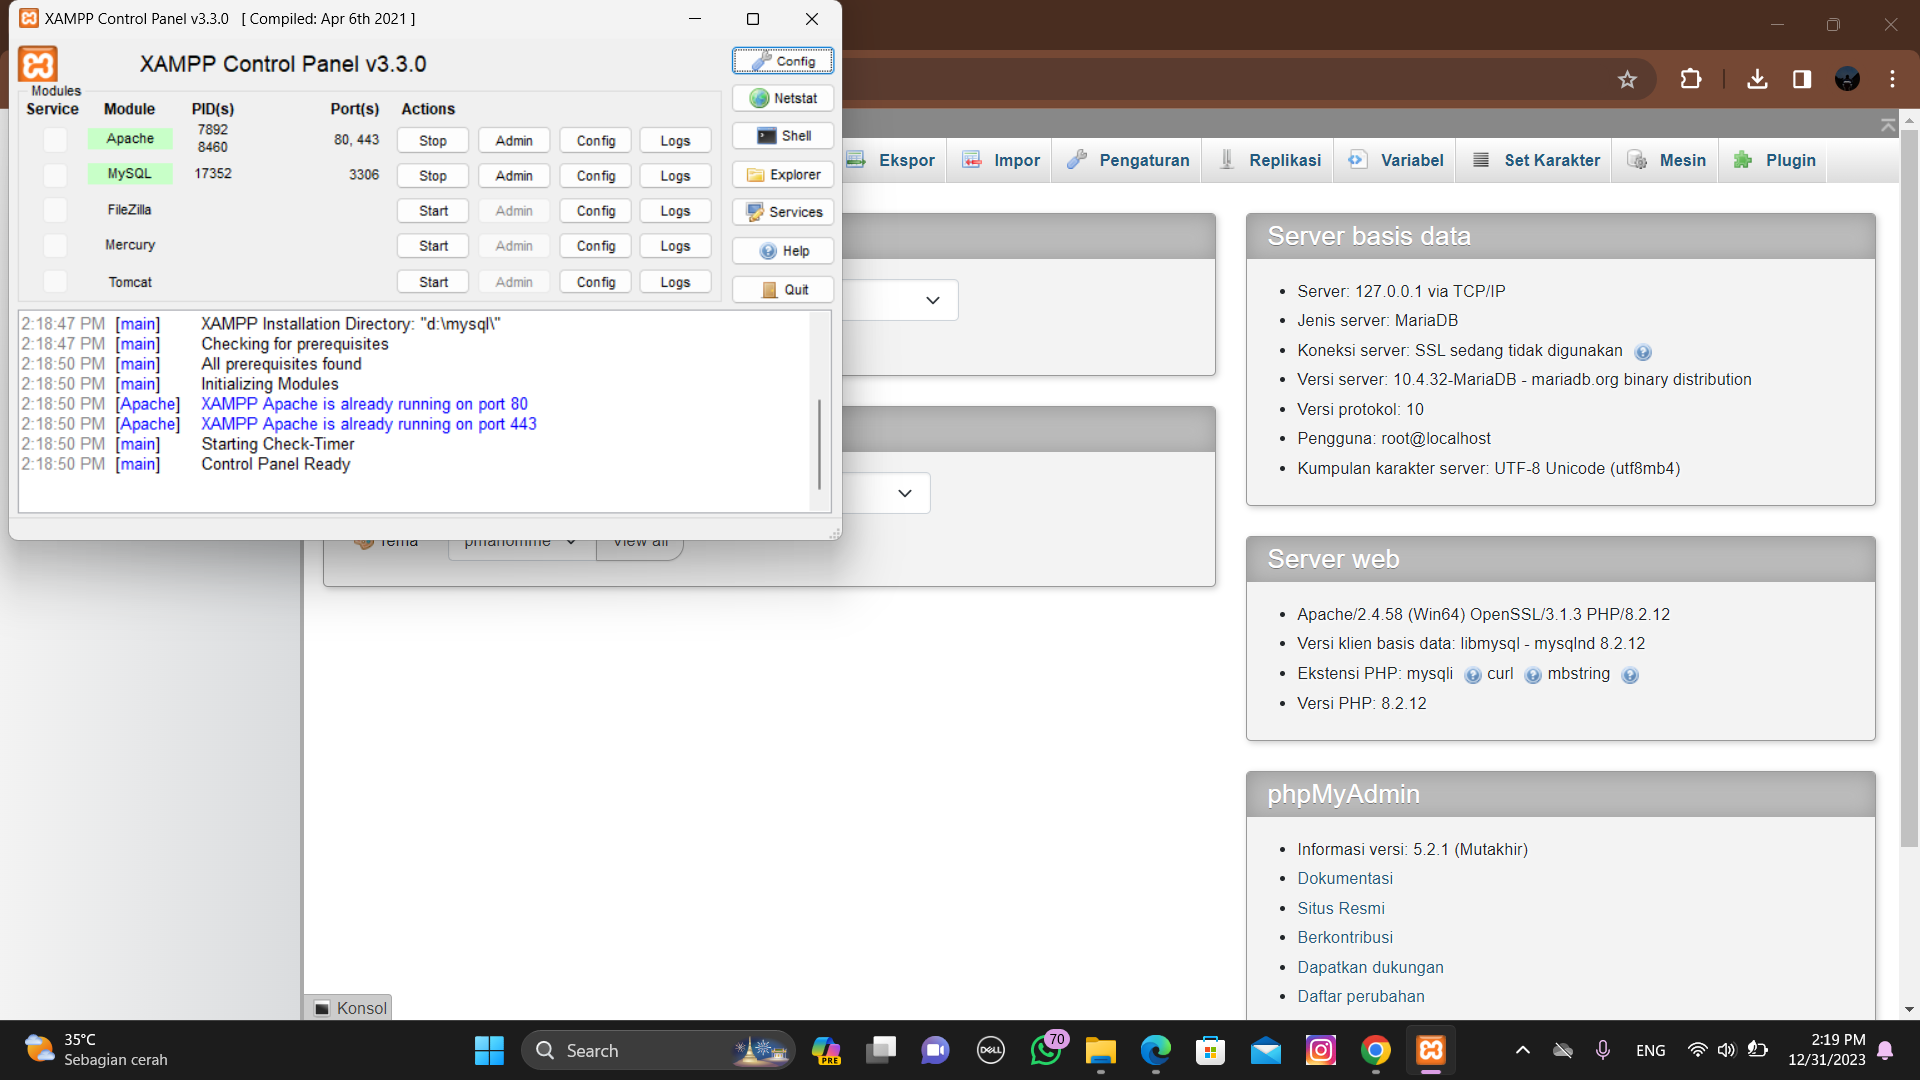 XAMPP Control Panel v3.3.0 [ Compiled: Apr 6th 2021 ]
XAMPP Control Panel v3.3.0
Config
Modules
Service Module PID(s) Port(s) Actions
Netstat
Apache 7892 8460 80, 443 Stop Admin Config Logs
Shell
MySQL 17352 3306 Stop Admin Config Logs
Explorer
FileZilla Start Admin Config Logs
Services
Mercury Start Admin Config Logs
Help
Tomcat Start Admin Config Logs
Quit
2:18:47 PM [main] XAMPP Installation Directory: "d:\mysql\"
2:18:47 PM [main] Checking for prerequisites
2:18:50 PM [main] All prerequisites found
2:18:50 PM [main] Initializing Modules
2:18:50 PM [Apache] XAMPP Apache is already running on port 80
2:18:50 PM [Apache] XAMPP Apache is already running on port 443
2:18:50 PM [main] Starting Check-Timer
2:18:50 PM [main] Control Panel Ready
Ekspor Impor Pengaturan Replikasi Variabel Set Karakter Mesin Plugin
Tema pmahomme View all
Server basis data
Server: 127.0.0.1 via TCP/IP
Jenis server: MariaDB
Koneksi server: SSL sedang tidak digunakan
Versi server: 10.4.32-MariaDB - mariadb.org binary distribution
Versi protokol: 10
Pengguna: root@localhost
Kumpulan karakter server: UTF-8 Unicode (utf8mb4)
Server web
Apache/2.4.58 (Win64) OpenSSL/3.1.3 PHP/8.2.12
Versi klien basis data: libmysql - mysqlnd 8.2.12
Ekstensi PHP: mysqli curl mbstring
Versi PHP: 8.2.12
phpMyAdmin
Informasi versi: 5.2.1 (Mutakhir)
Dokumentasi
Situs Resmi
Berkontribusi
Dapatkan dukungan
Daftar perubahan
Konsol
35°C
Sebagian cerah
Search
PRE
DELL
70
ENG
2:19 PM
12/31/2023